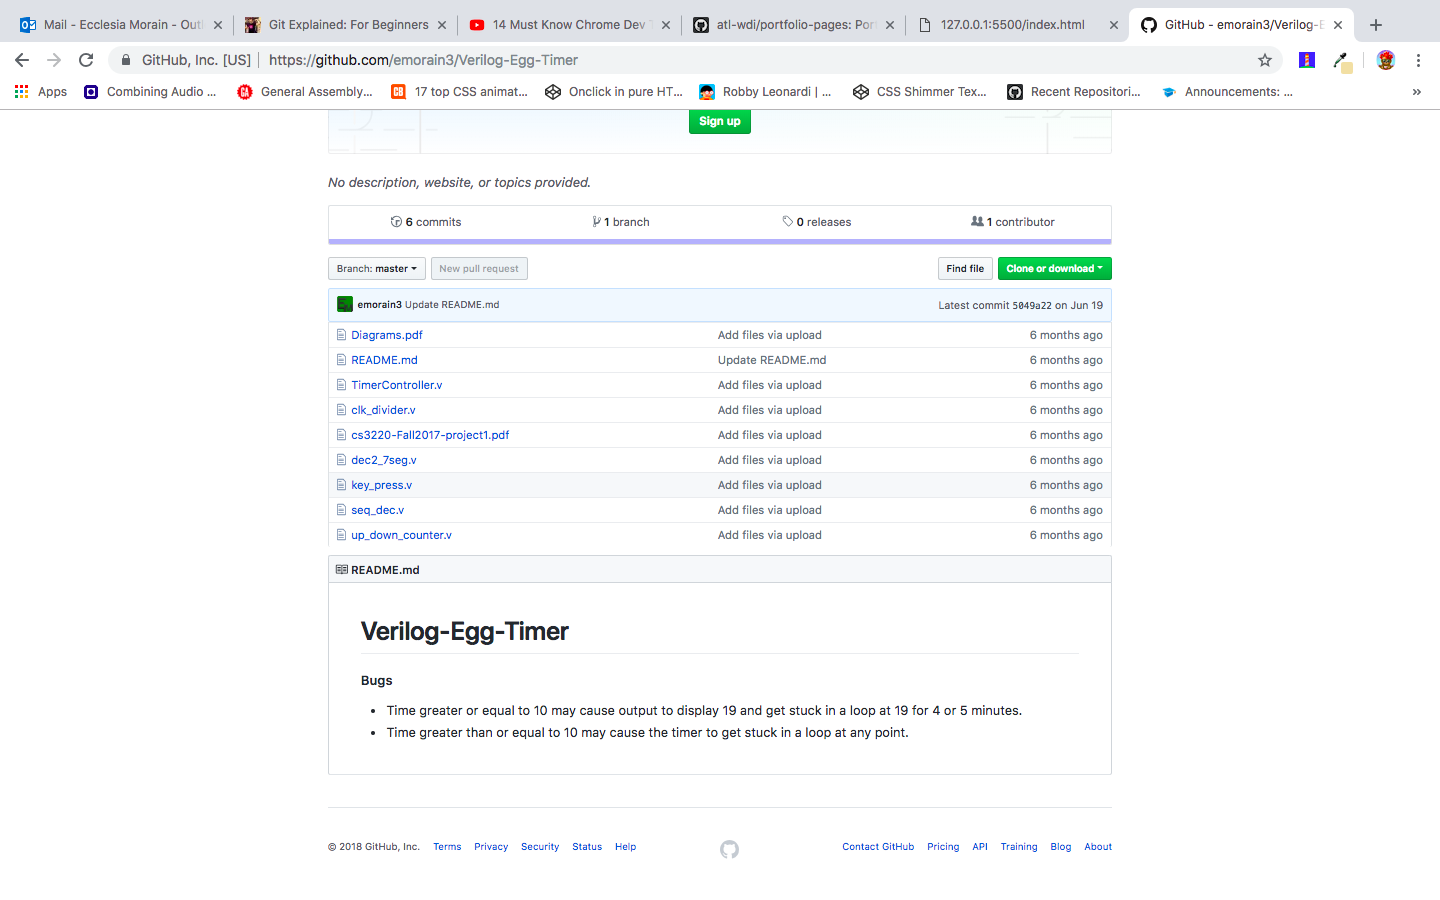 Mail - Ecclesia Morain - Out
Git Explained: For Beginners
14 Must Know Chrome Dev T
atl-wdi/portfolio-pages: Por
127.0.0.1:5500/index.html
GitHub - emorain3/Verilog-E
GitHub, Inc. [US] | https://github.com/emorain3/Verilog-Egg-Timer
Apps
Combining Audio ...
General Assembly...
17 top CSS animat...
Onclick in pure HT...
Robby Leonardi | ...
CSS Shimmer Tex...
Recent Repositori...
Announcements: ...
»
Sign up
No description, website, or topics provided.
6 commits 1 branch 0 releases 1 contributor
Branch: master New pull request Find file Clone or download
emorain3 Update README.md Latest commit 5049a22 on Jun 19
Diagrams.pdf Add files via upload 6 months ago
README.md Update README.md 6 months ago
TimerController.v Add files via upload 6 months ago
clk_divider.v Add files via upload 6 months ago
cs3220-Fall2017-project1.pdf Add files via upload 6 months ago
dec2_7seg.v Add files via upload 6 months ago
key_press.v Add files via upload 6 months ago
seq_dec.v Add files via upload 6 months ago
up_down_counter.v Add files via upload 6 months ago
README.md
Verilog-Egg-Timer
Bugs
• Time greater or equal to 10 may cause output to display 19 and get stuck in a loop at 19 for 4 or 5 minutes.
• Time greater than or equal to 10 may cause the timer to get stuck in a loop at any point.
© 2018 GitHub, Inc. Terms Privacy Security Status Help Contact GitHub Pricing API Training Blog About